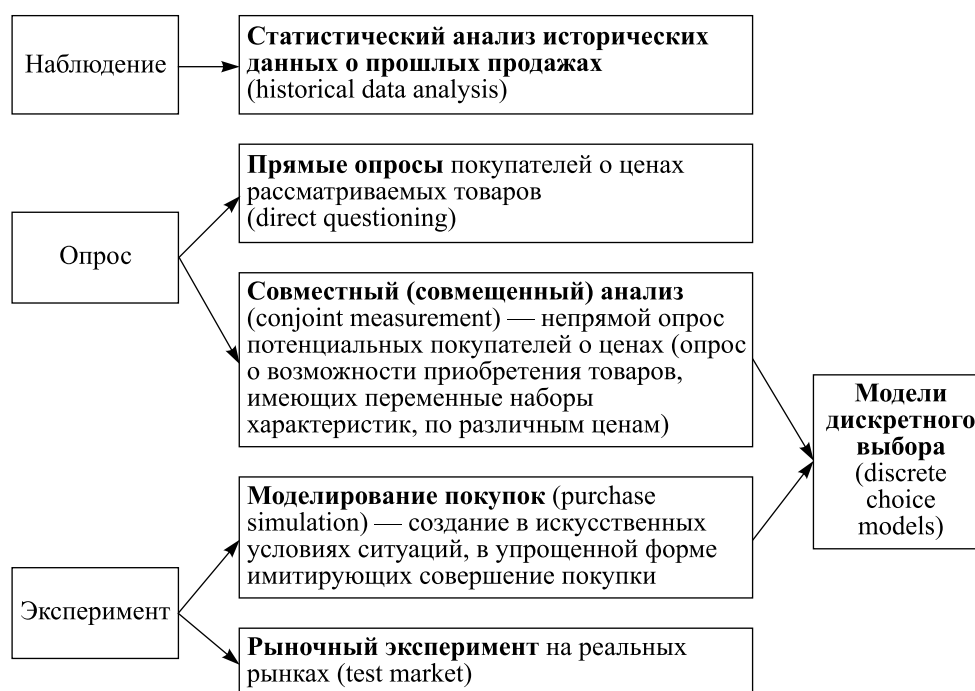 Наблюдение
Статистический анализ исторических
данных о прошлых продажах
(historical data analysis)
Опрос
Прямые опросы покупателей о ценах
рассматриваемых товаров
(direct questioning)
Совместный (совмещенный) анализ
(conjoint measurement) — непрямой опрос
потенциальных покупателей о ценах (опрос
о возможности приобретения товаров,
имеющих переменные наборы
характеристик, по различным ценам)
Эксперимент
Моделирование покупок (purchase
simulation) — создание в искусственных
условиях ситуаций, в упрощенной форме
имитирующих совершение покупки
Рыночный эксперимент на реальных
рынках (test market)
Модели
дискретного
выбора
(discrete
choice
models)